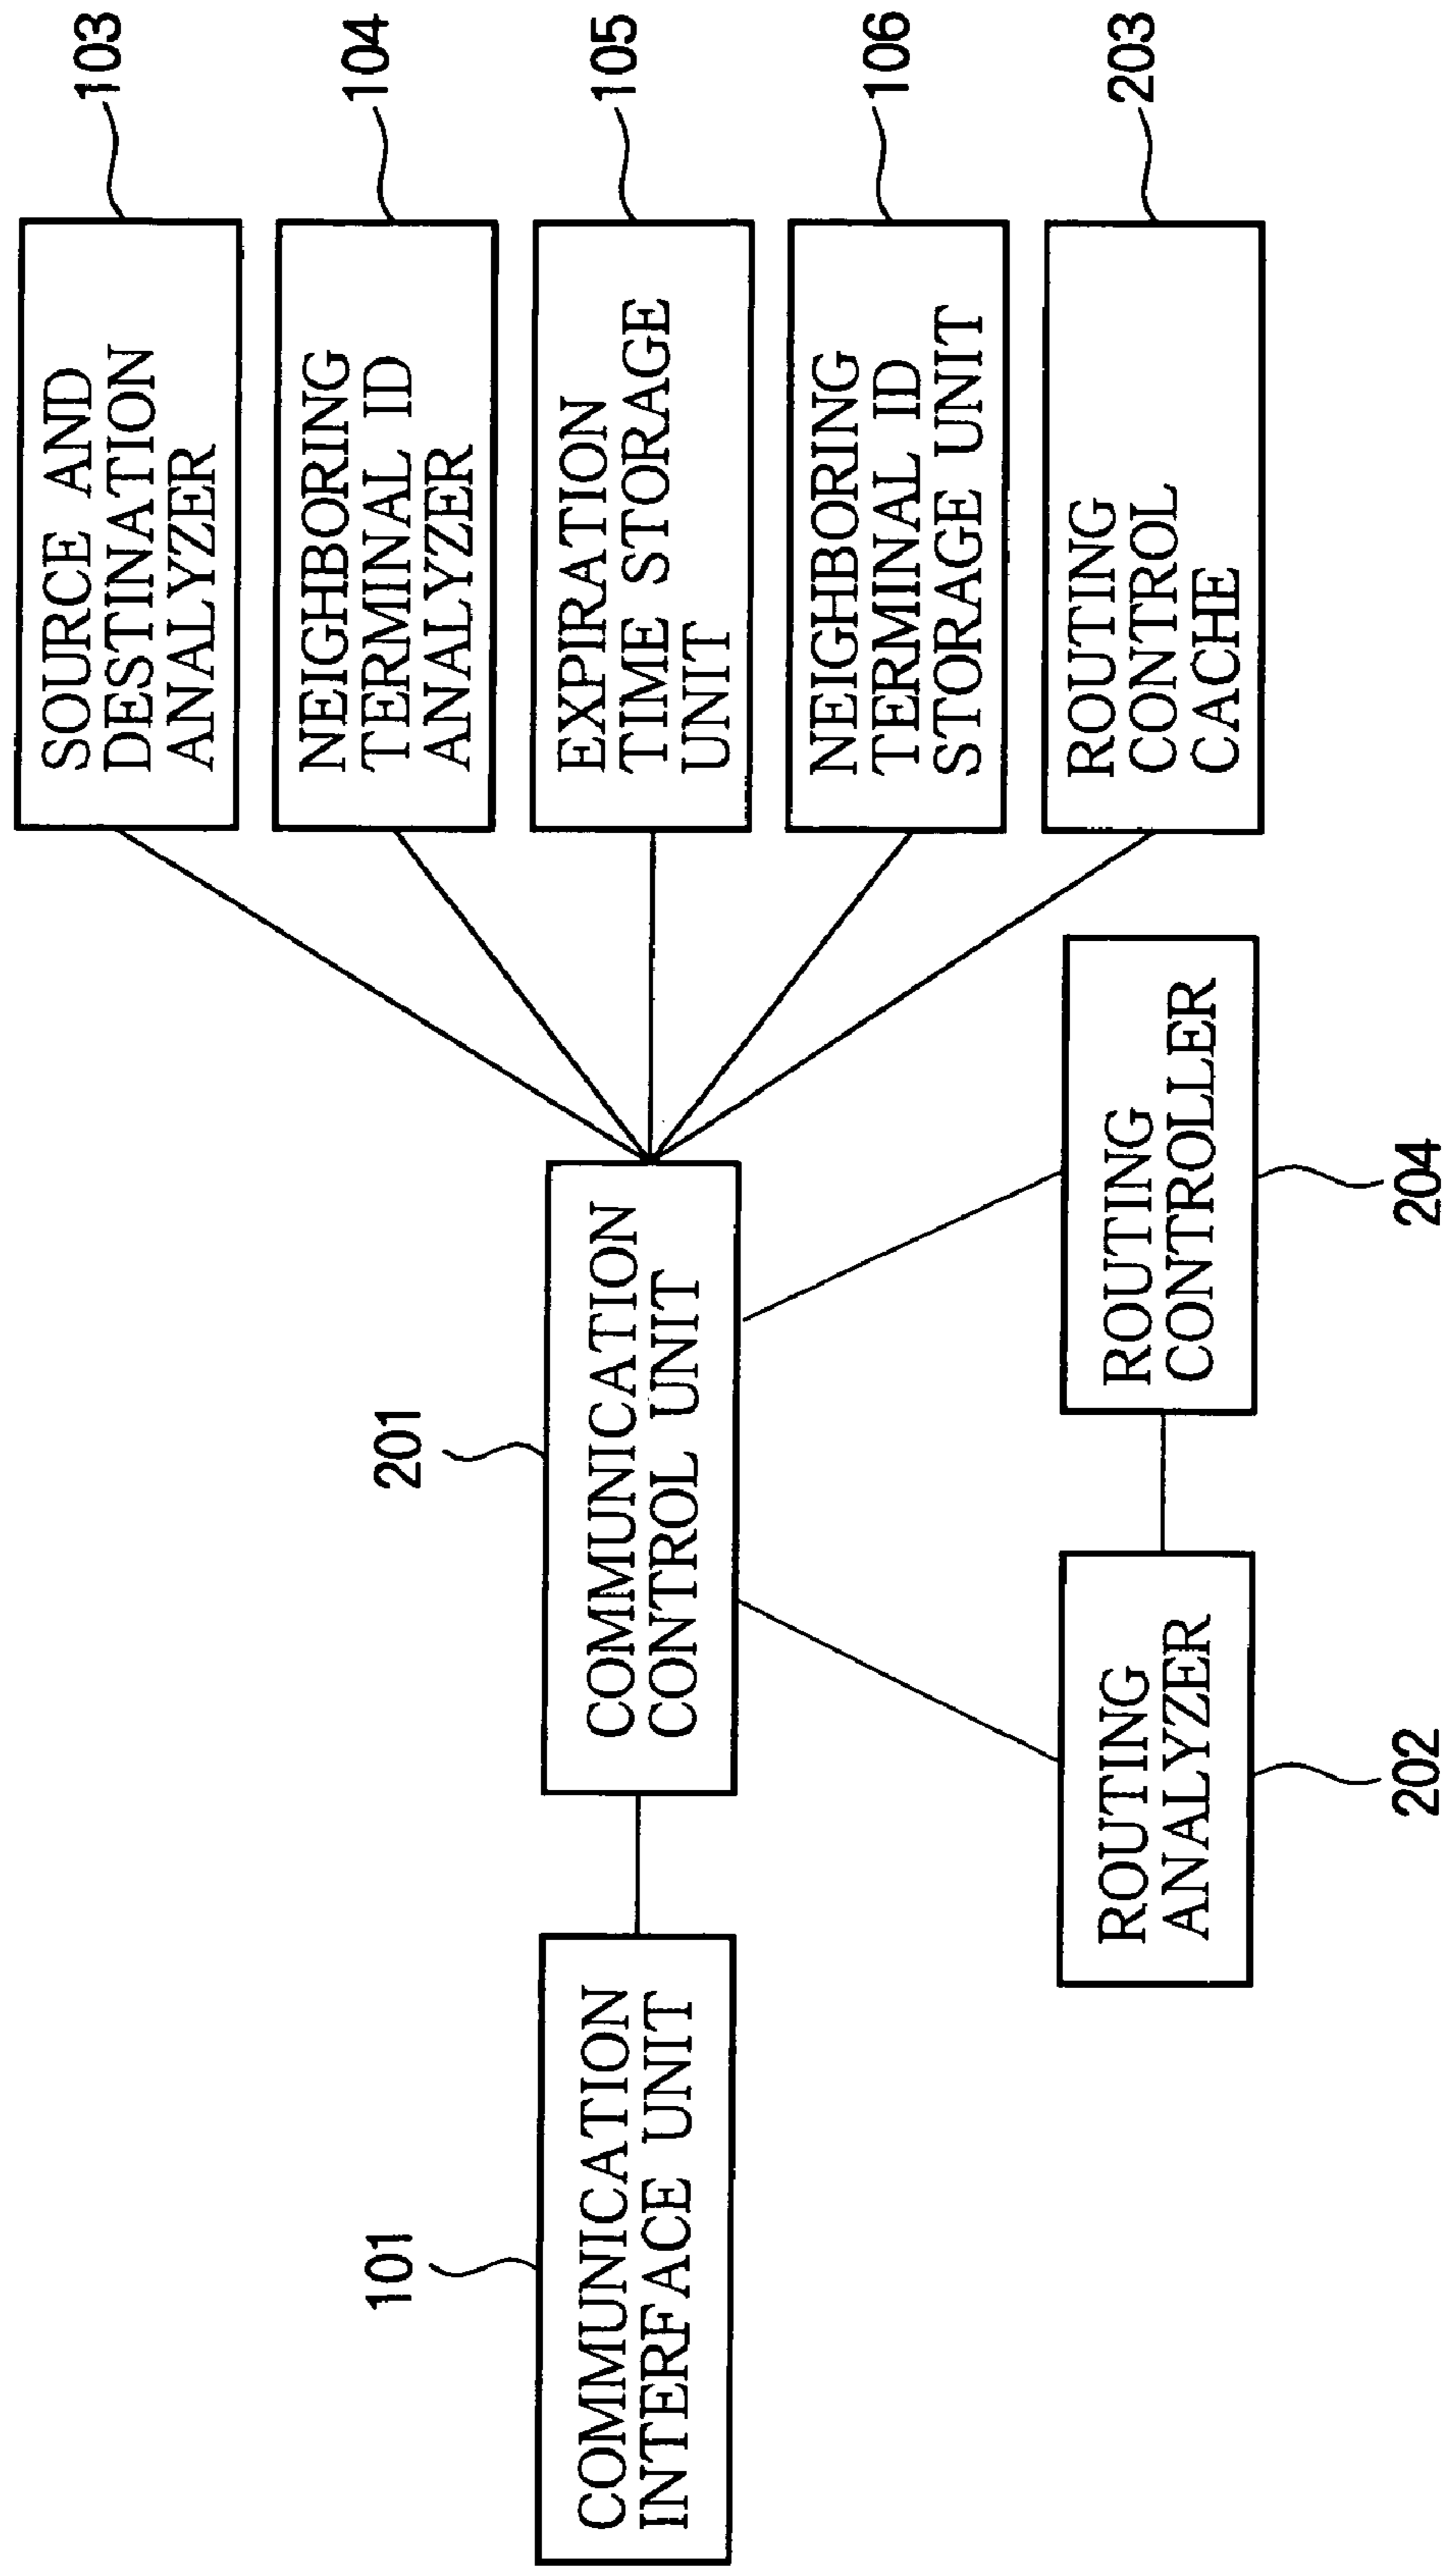 101
COMMUNICATION
INTERFACE UNIT
201
COMMUNICATION
CONTROL UNIT
SOURCE AND
DESTINATION
ANALYZER
103
NEIGHBORING
TERMINAL ID
ANALYZER
104
EXPIRATION
TIME STORAGE
UNIT
105
NEIGHBORING
TERMINAL ID
STORAGE UNIT
106
ROUTING
CONTROL
CACHE
203
ROUTING
ANALYZER
202
ROUTING
CONTROLLER
204